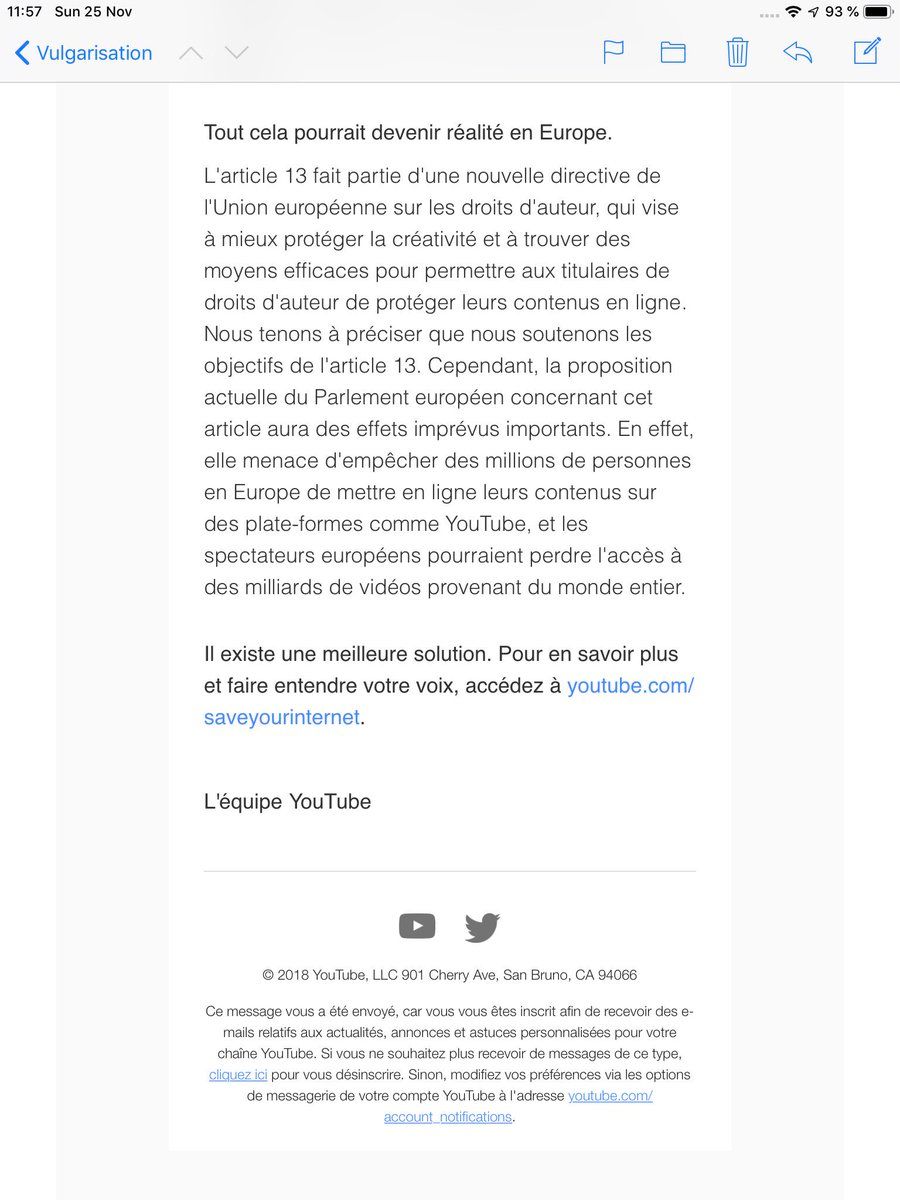 11:57 Sun 25 Nov 93 %
Vulgarisation
Tout cela pourrait devenir réalité en Europe.
L'article 13 fait partie d'une nouvelle directive de
l'Union européenne sur les droits d'auteur, qui vise
à mieux protéger la créativité et à trouver des
moyens efficaces pour permettre aux titulaires de
droits d'auteur de protéger leurs contenus en ligne.
Nous tenons à préciser que nous soutenons les
objectifs de l'article 13. Cependant, la proposition
actuelle du Parlement européen concernant cet
article aura des effets imprévus importants. En effet,
elle menace d'empêcher des millions de personnes
en Europe de mettre en ligne leurs contenus sur
des plate-formes comme YouTube, et les
spectateurs européens pourraient perdre l'accès à
des milliards de vidéos provenant du monde entier.
Il existe une meilleure solution. Pour en savoir plus
et faire entendre votre voix, accédez à youtube.com/
saveyourinternet.
L'équipe YouTube
© 2018 YouTube, LLC 901 Cherry Ave, San Bruno, CA 94066
Ce message vous a été envoyé, car vous vous êtes inscrit afin de recevoir des e-
mails relatifs aux actualités, annonces et astuces personnalisées pour votre
chaîne YouTube. Si vous ne souhaitez plus recevoir de messages de ce type,
cliquez ici pour vous désinscrire. Sinon, modifiez vos préférences via les options
de messagerie de votre compte YouTube à l'adresse youtube.com/
account_notifications.